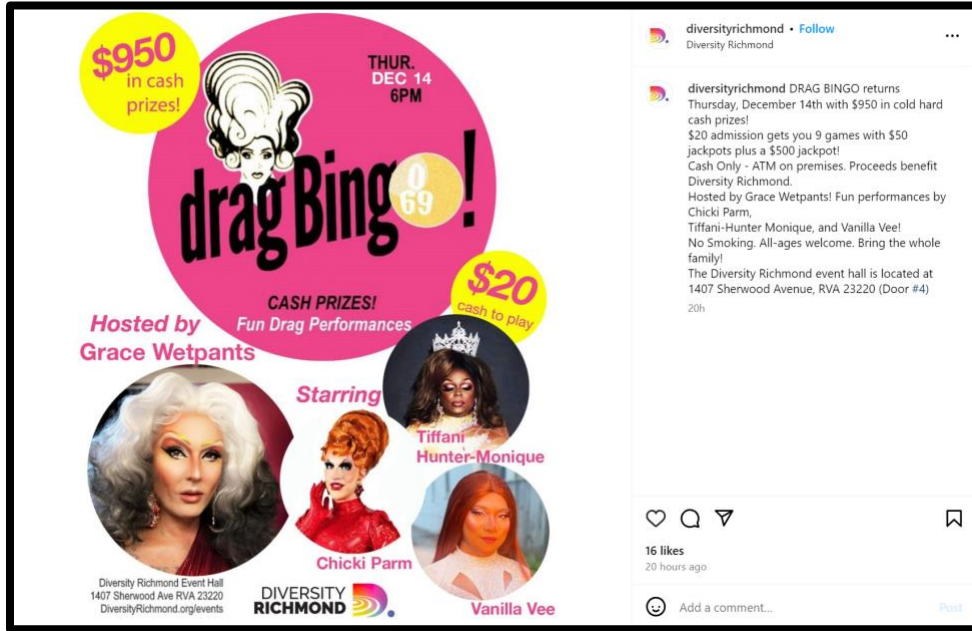 $950
in cash
prizes!
THUR.
DEC 14
6PM
dragBingo!
O
69
CASH PRIZES!
Fun Drag Performances
$20
cash to play
Hosted by
Grace Wetpants
Starring
Tiffani
Hunter-Monique
Chicki Parm
Vanilla Vee
Diversity Richmond Event Hall
1407 Sherwood Ave RVA 23220
DiversityRichmond.org/events
DIVERSITY
RICHMOND
diversityrichmond • Follow
Diversity Richmond
diversityrichmond DRAG BINGO returns
Thursday, December 14th with $950 in cold hard
cash prizes!
$20 admission gets you 9 games with $50
jackpots plus a $500 jackpot!
Cash Only - ATM on premises. Proceeds benefit
Diversity Richmond.
Hosted by Grace Wetpants! Fun performances by
Chicki Parm,
Tiffani-Hunter Monique, and Vanilla Vee!
No Smoking. All-ages welcome. Bring the whole
family!
The Diversity Richmond event hall is located at
1407 Sherwood Avenue, RVA 23220 (Door #4)
20h
16 likes
20 hours ago
Add a comment...
Post